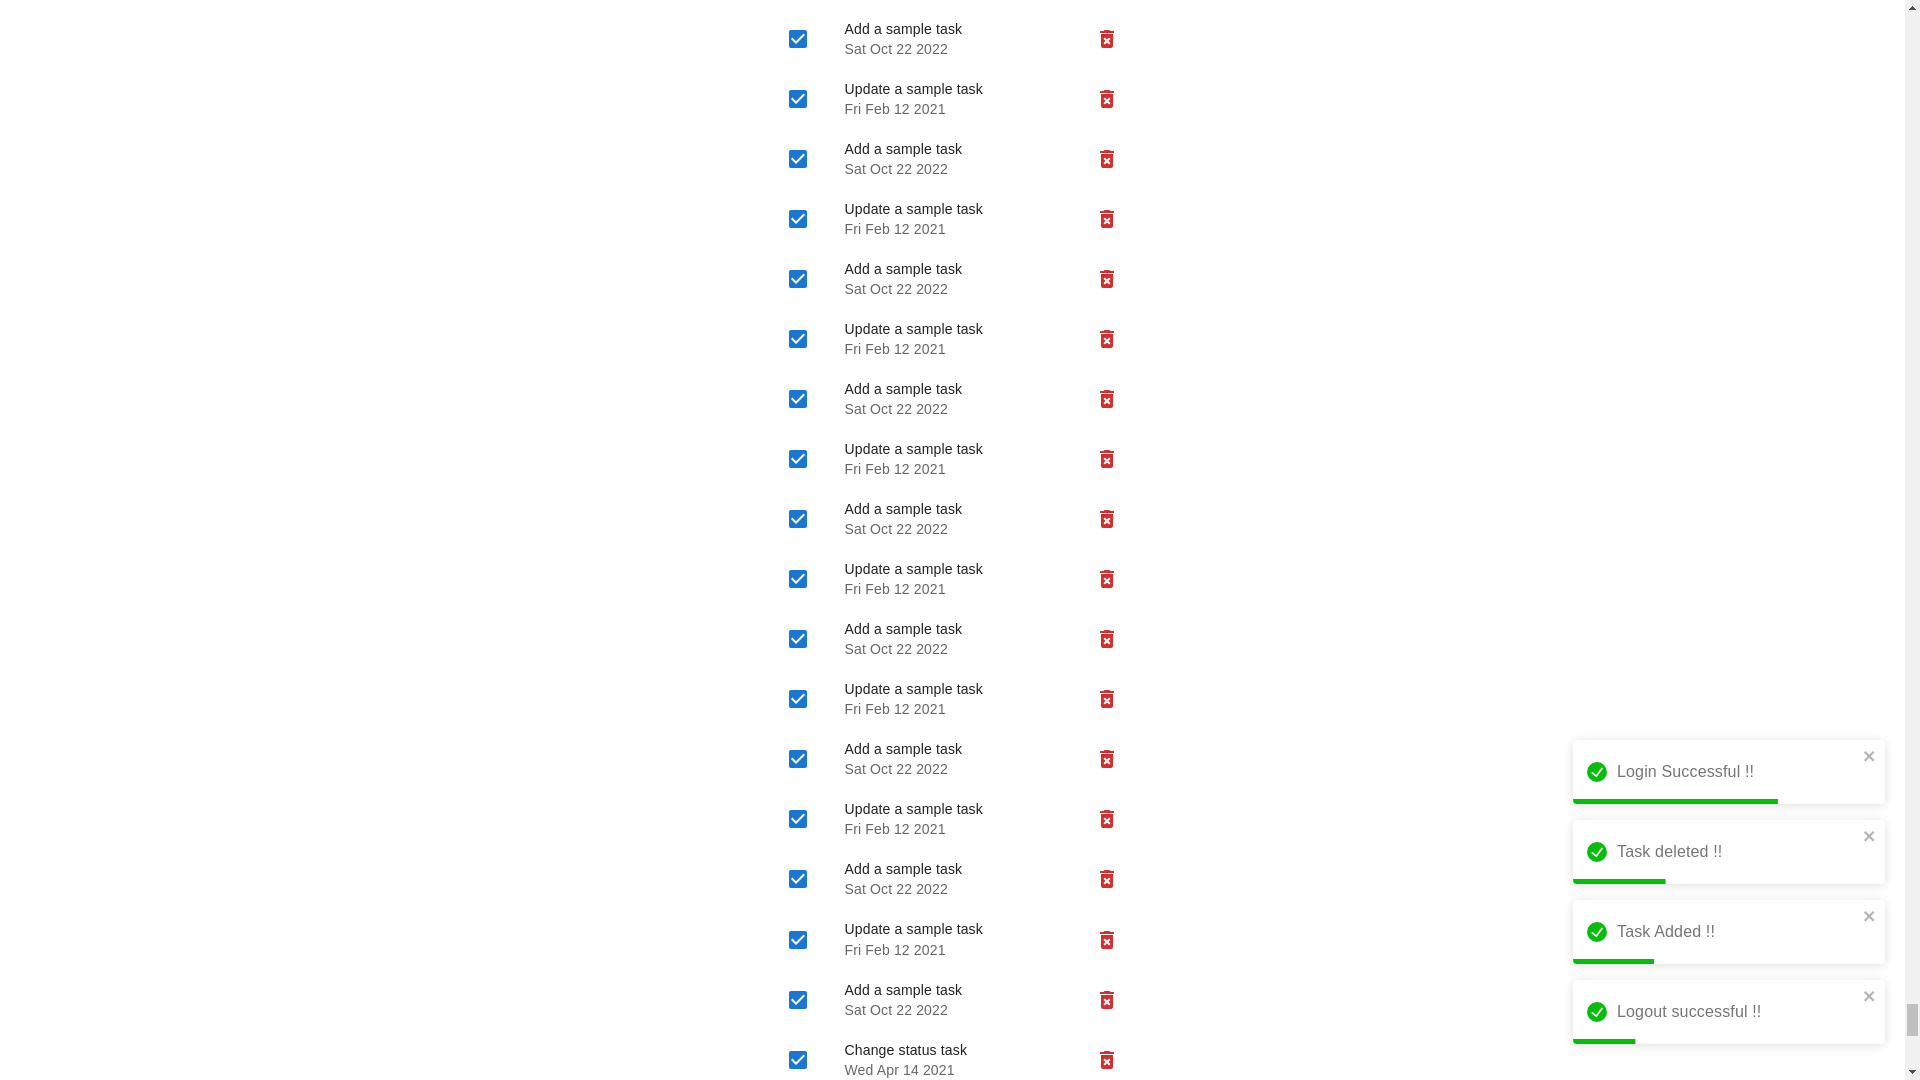 Add a sample task
Sat Oct 22 2022
Update a sample task
Fri Feb 12 2021
Add a sample task
Sat Oct 22 2022
Update a sample task
Fri Feb 12 2021
Add a sample task
Sat Oct 22 2022
Update a sample task
Fri Feb 12 2021
Add a sample task
Sat Oct 22 2022
Update a sample task
Fri Feb 12 2021
Add a sample task
Sat Oct 22 2022
Update a sample task
Fri Feb 12 2021
Add a sample task
Sat Oct 22 2022
Update a sample task
Fri Feb 12 2021
Add a sample task
Sat Oct 22 2022
Update a sample task
Fri Feb 12 2021
Add a sample task
Sat Oct 22 2022
Update a sample task
Fri Feb 12 2021
Add a sample task
Sat Oct 22 2022
Change status task
Wed Apr 14 2021
Login Successful !!
Task deleted !!
Task Added !!
Logout successful !!